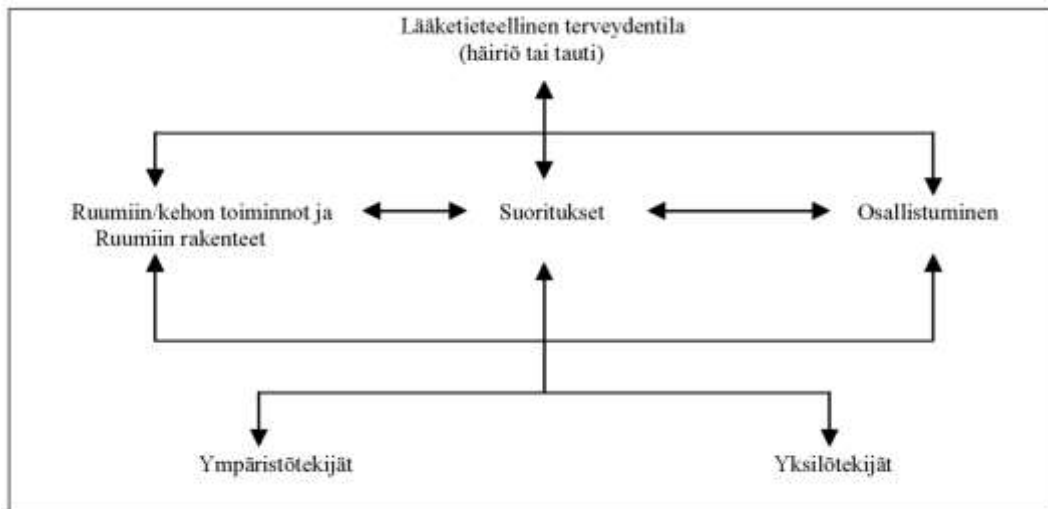 Lääketieteellinen terveydentila
(häiriö tai tauti)
Ruumiin/kehon toiminnot ja
Ruumiin rakenteet
Suoritukset
Osallistuminen
Ympäristötekijät
Yksilötekijät